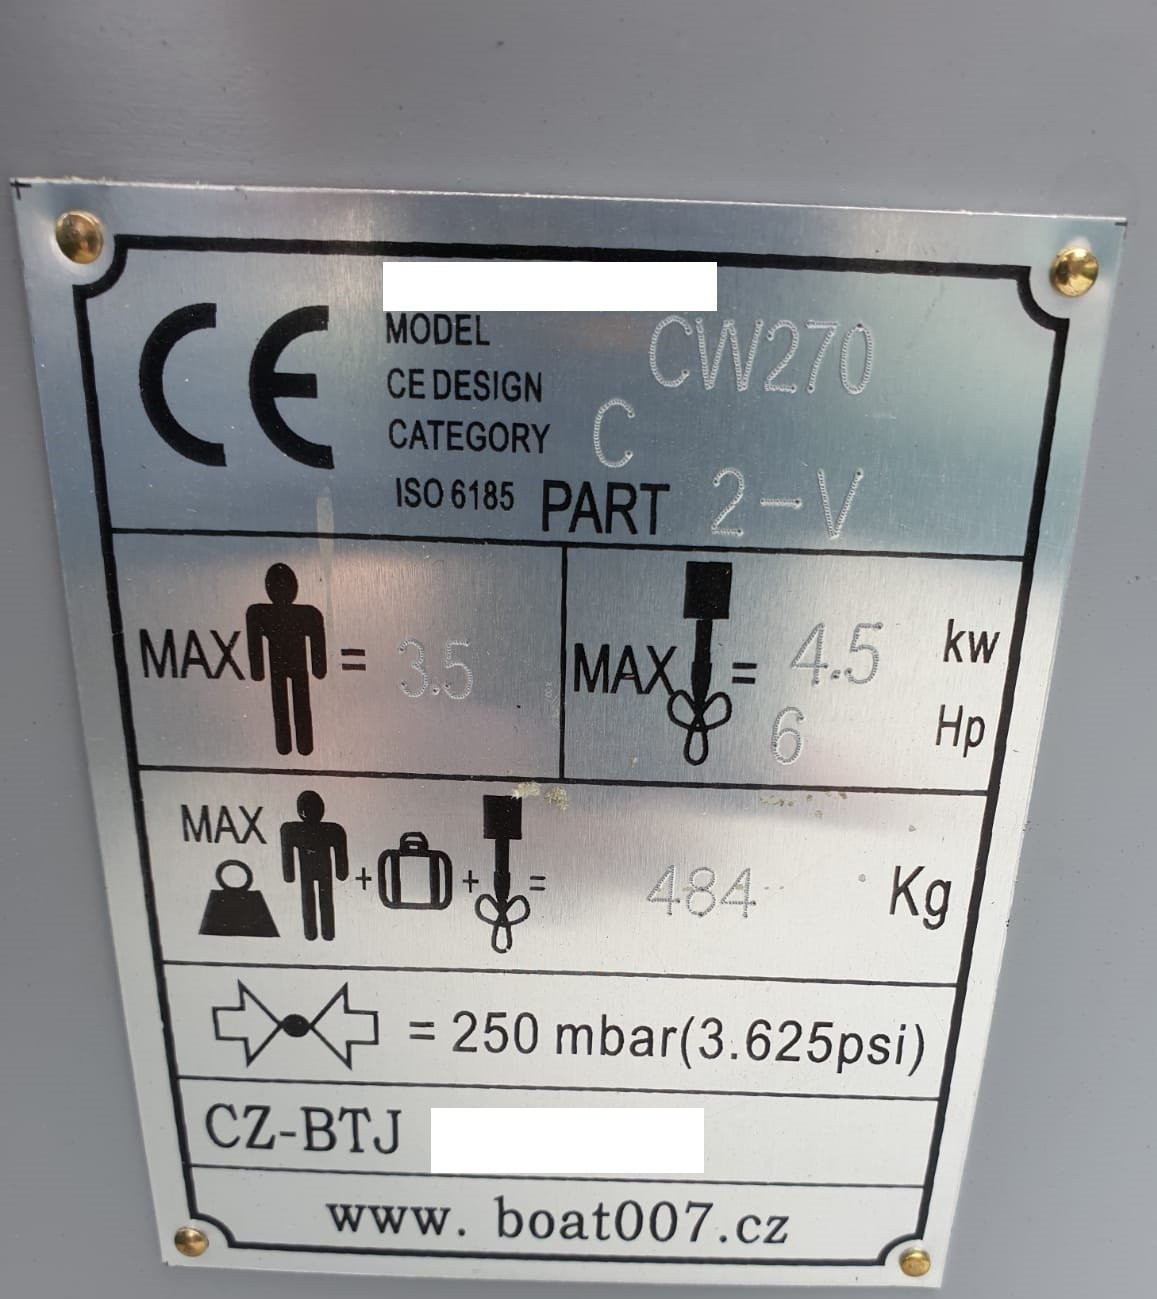 CE
MODEL CW270
CE DESIGN
CATEGORY C
ISO 6185 PART 2-V
MAX = 3.5
MAX = 4.5 kw
6 Hp
MAX
+ + = 484 Kg
= 250 mbar(3.625psi)
CZ-BTJ
www. boat007.cz